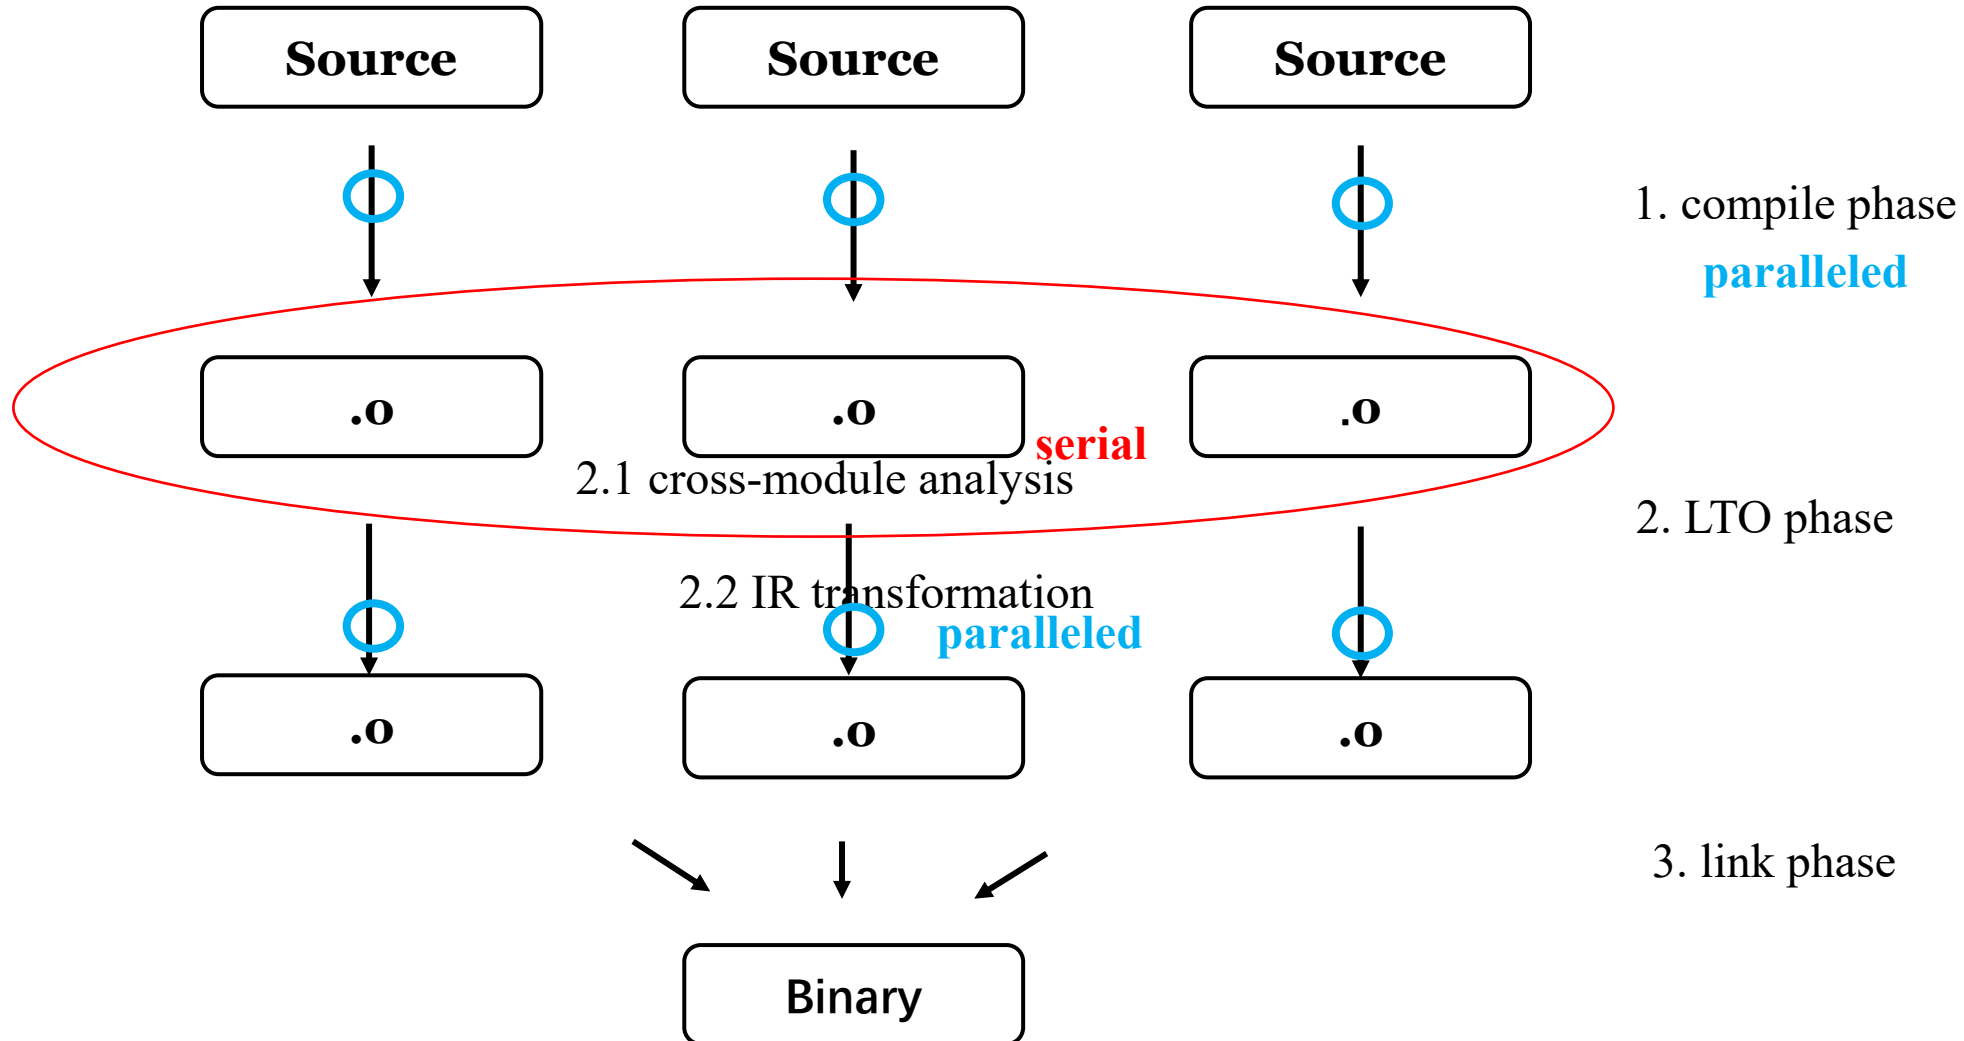 Source
Source
Source
1. compile phase
paralleled
.o
.o
.o
serial
2.1 cross-module analysis
2. LTO phase
2.2 IR transformation
paralleled
.o
.o
.o
3. link phase
Binary